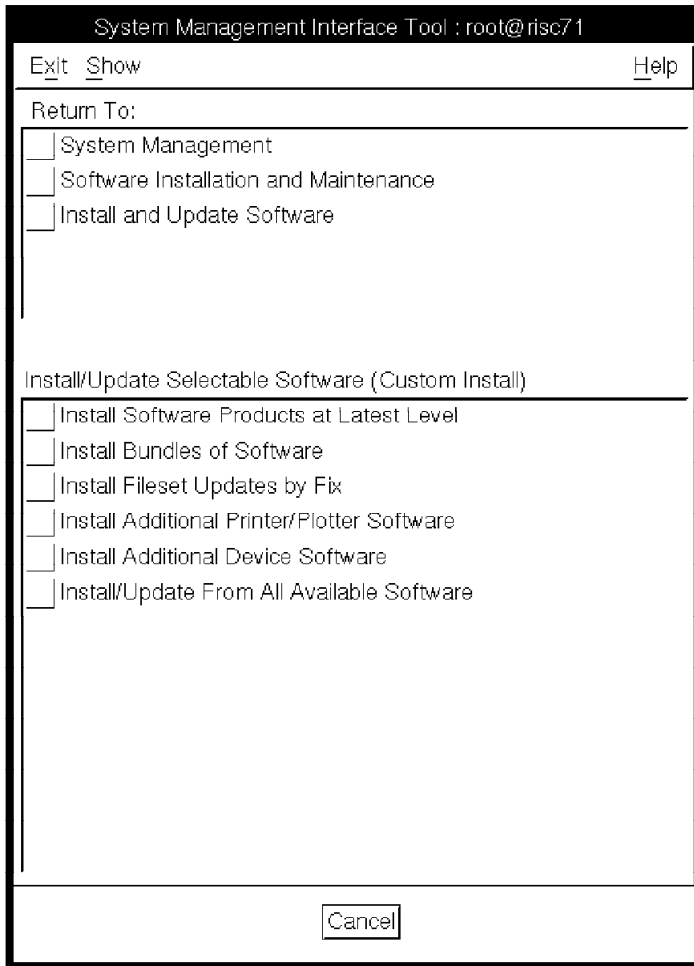 System Management Interface Tool : root@risc71
Exit Show Help
Return To:
System Management
Software Installation and Maintenance
Install and Update Software
Install/Update Selectable Software (Custom Install)
Install Software Products at Latest Level
Install Bundles of Software
Install Fileset Updates by Fix
Install Additional Printer/Plotter Software
Install Additional Device Software
Install/Update From All Available Software
Cancel